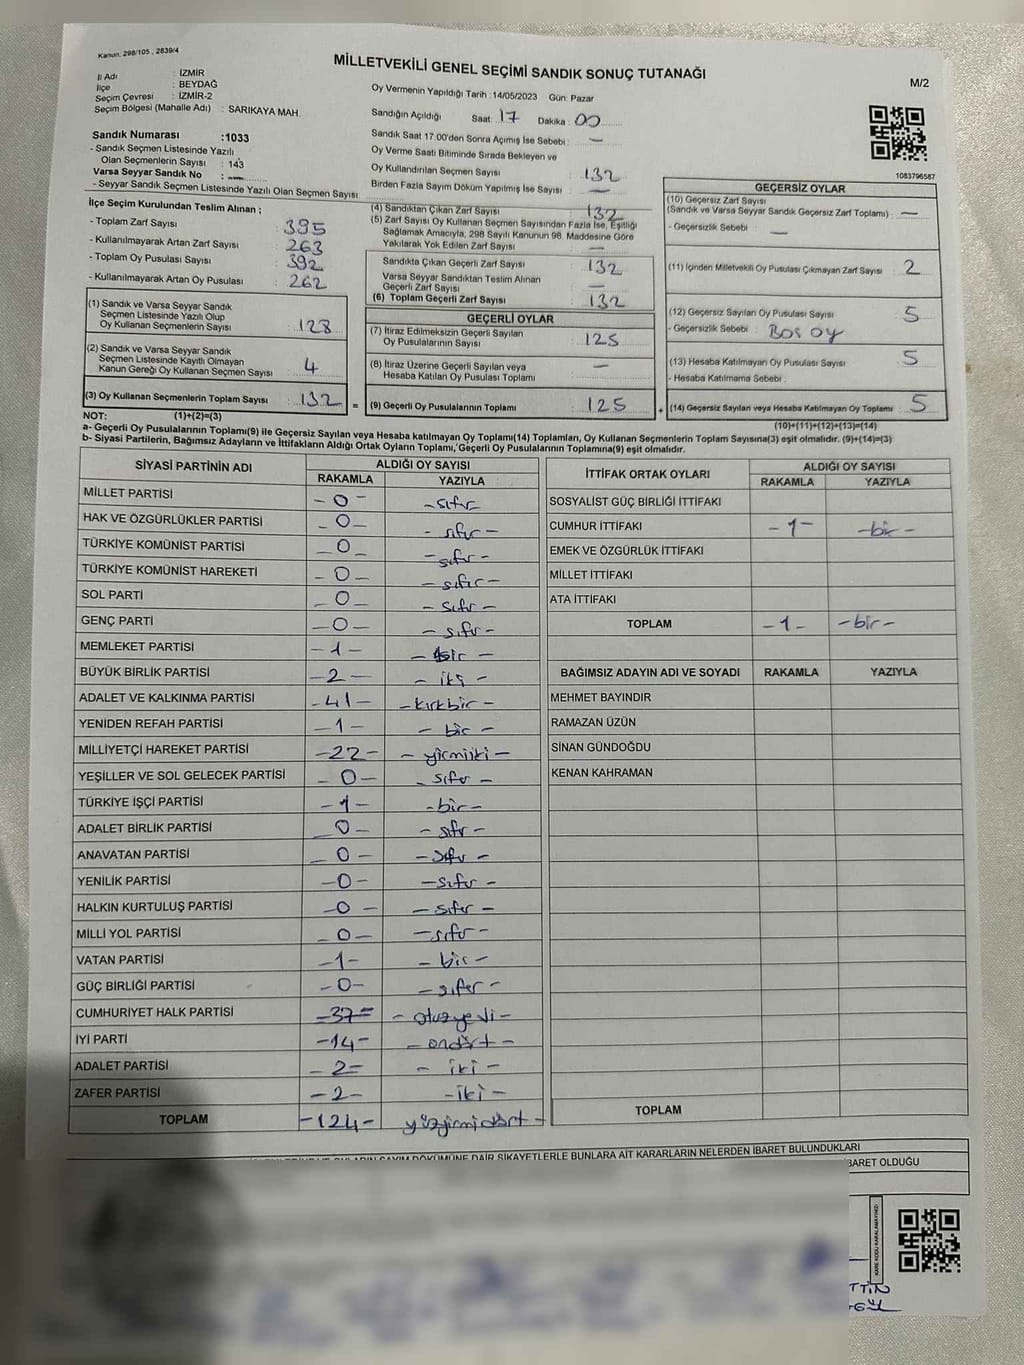 Kanun, 298/105 , 2839/4
MİLLETVEKİLİ GENEL SEÇİMİ SANDIK SONUÇ TUTANAĞI
M/2
İl Adı : İZMİR
İlçe : BEYDAĞ
Seçim Çevresi : İZMİR-2
Seçim Bölgesi (Mahalle Adı) : SARIKAYA MAH.
Sandık Numarası :1033
- Sandık Seçmen Listesinde Yazılı
Olan Seçmenlerin Sayısı : 143
Varsa Seyyar Sandık No : —
- Seyyar Sandık Seçmen Listesinde Yazılı Olan Seçmen Sayısı
Oy Vermenin Yapıldığı Tarih :14/05/2023 Gün: Pazar
Sandığın Açıldığı Saat: 17 Dakika : 00
Sandık Saat 17:00'den Sonra Açımış İse Sebebi : —
Oy Verme Saati Bitiminde Sırada Bekleyen ve
Oy Kullandırılan Seçmen Sayısı : 132
Birden Fazla Sayım Döküm Yapılmış İse Sayısı : —
1083796587
İlçe Seçim Kurulundan Teslim Alınan ;
- Toplam Zarf Sayısı : 395
- Kullanılmayarak Artan Zarf Sayısı : 263
- Toplam Oy Pusulası Sayısı : 392
- Kullanılmayarak Artan Oy Pusulası : 262
(1) Sandık ve Varsa Seyyar Sandık
Seçmen Listesinde Yazılı Olup
Oy Kullanan Seçmenlerin Sayısı : 128
(2) Sandık ve Varsa Seyyar Sandık
Seçmen Listesinde Kayıtlı Olmayan
Kanun Gereği Oy Kullanan Seçmen Sayısı : 4
(3) Oy Kullanan Seçmenlerin Toplam Sayısı : 132
(4) Sandıktan Çıkan Zarf Sayısı : 132
(5) Zarf Sayısı Oy Kullanan Seçmen Sayısından Fazla İse, Eşitliği
Sağlamak Amacıyla, 298 Sayılı Kanunun 98. Maddesine Göre
Yakılarak Yok Edilen Zarf Sayısı : —
Sandıkta Çıkan Geçerli Zarf Sayısı : 132
Varsa Seyyar Sandıktan Teslim Alınan
Geçerli Zarf Sayısı : —
(6) Toplam Geçerli Zarf Sayısı : 132
GEÇERLİ OYLAR
(7) İtiraz Edilmeksizin Geçerli Sayılan
Oy Pusulalarının Sayısı : 125
(8) İtiraz Üzerine Geçerli Sayılan veya
Hesaba Katılan Oy Pusulası Toplamı : —
= (9) Geçerli Oy Pusulalarının Toplamı : 125
GEÇERSİZ OYLAR
(10) Geçersiz Zarf Sayısı
(Sandık ve Varsa Seyyar Sandık Geçersiz Zarf Toplamı) : —
- Geçersizlik Sebebi : —
(11) İçinden Milletvekili Oy Pusulası Çıkmayan Zarf Sayısı : 2
(12) Geçersiz Sayılan Oy Pusulası Sayısı : 5
- Geçersizlik Sebebi : Boş oy
(13) Hesaba Katılmayan Oy Pusulası Sayısı : 5
- Hesaba Katılmama Sebebi :
+ (14) Geçersiz Sayılan veya Hesaba Katılmayan Oy Toplamı : 5
NOT: (1)+(2)=(3)
(10)+(11)+(12)+(13)=(14)
a- Geçerli Oy Pusulalarının Toplamı(9) ile Geçersiz Sayılan veya Hesaba katılmayan Oy Toplamı(14) Toplamları, Oy Kullanan Seçmenlerin Toplam Sayısına(3) eşit olmalıdır. (9)+(14)=(3)
b- Siyasi Partilerin, Bağımsız Adayların ve İttifakların Aldığı Ortak Oyların Toplamı, Geçerli Oy Pusulalarının Toplamına(9) eşit olmalıdır.
SİYASİ PARTİNİN ADI ALDIĞI OY SAYISI
RAKAMLA YAZIYLA
MİLLET PARTİSİ -0- -sıfır
HAK VE ÖZGÜRLÜKLER PARTİSİ -0- -sıfır-
TÜRKİYE KOMÜNİST PARTİSİ -0- -sıfır-
TÜRKİYE KOMÜNİST HAREKETİ -0- -sıfır-
SOL PARTİ -0- -sıfır-
GENÇ PARTİ -0- -sıfır-
MEMLEKET PARTİSİ -1- -bir-
BÜYÜK BİRLİK PARTİSİ -2- -iki-
ADALET VE KALKINMA PARTİSİ -41- -kırkbir-
YENİDEN REFAH PARTİSİ -1- -bir-
MİLLİYETÇİ HAREKET PARTİSİ -22- -yirmiiki-
YEŞİLLER VE SOL GELECEK PARTİSİ -0- -sıfır-
TÜRKİYE İŞÇİ PARTİSİ -1- -bir-
ADALET BİRLİK PARTİSİ -0- -sıfır-
ANAVATAN PARTİSİ -0- -sıfır-
YENİLİK PARTİSİ -0- -sıfır-
HALKIN KURTULUŞ PARTİSİ -0- -sıfır-
MİLLİ YOL PARTİSİ -0- -sıfır-
VATAN PARTİSİ -1- -bir-
GÜÇ BİRLİĞİ PARTİSİ -0- -sıfır-
CUMHURİYET HALK PARTİSİ -37- -otuzyedi-
İYİ PARTİ -14- -ondört-
ADALET PARTİSİ -2- -iki-
ZAFER PARTİSİ -2- -iki-
TOPLAM -124- yüzyirmidört-
İTTİFAK ORTAK OYLARI ALDIĞI OY SAYISI
RAKAMLA YAZIYLA
SOSYALİST GÜÇ BİRLİĞİ İTTİFAKI
CUMHUR İTTİFAKI -1- -bir-
EMEK VE ÖZGÜRLÜK İTTİFAKI
MİLLET İTTİFAKI
ATA İTTİFAKI
TOPLAM -1- -bir-
BAĞIMSIZ ADAYIN ADI VE SOYADI RAKAMLA YAZIYLA
MEHMET BAYINDIR
RAMAZAN ÜZÜN
SİNAN GÜNDOĞDU
KENAN KAHRAMAN
TOPLAM
OYLARIN SAYIM DÖKÜMÜNE DAİR ŞİKAYETLERLE BUNLARA AİT KARARLARIN NELERDEN İBARET BULUNDUKLARI
İBARET OLDUĞU
KARE KODU KARALAMAYINIZ!